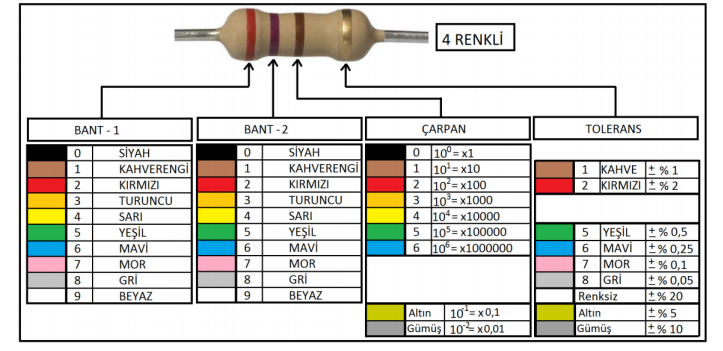 4 RENKLİ
BANT - 1
0 SİYAH
1 KAHVERENGİ
2 KIRMIZI
3 TURUNCU
4 SARI
5 YEŞİL
6 MAVİ
7 MOR
8 GRİ
9 BEYAZ
BANT - 2
0 SİYAH
1 KAHVERENGİ
2 KIRMIZI
3 TURUNCU
4 SARI
5 YEŞİL
6 MAVİ
7 MOR
8 GRİ
9 BEYAZ
ÇARPAN
0 10⁰= x1
1 10¹= x10
2 10²= x100
3 10³= x1000
4 10⁴= x10000
5 10⁵= x100000
6 10⁶= x1000000
Altın 10⁻¹= x0,1
Gümüş 10⁻²= x0,01
TOLERANS
1 KAHVE ± % 1
2 KIRMIZI ± % 2
5 YEŞİL ± % 0,5
6 MAVİ ± % 0,25
7 MOR ± % 0,1
8 GRİ ± % 0,05
Renksiz ± % 20
Altın ± % 5
Gümüş ± % 10